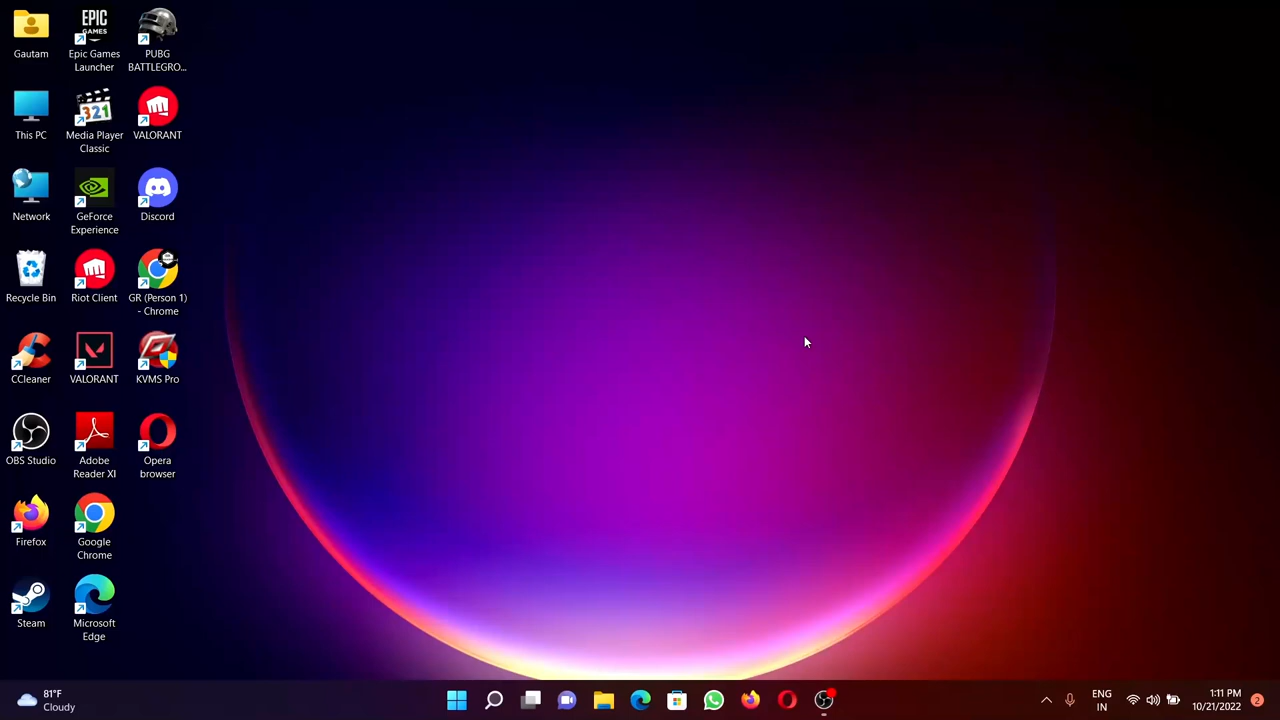 Gautam
EPIC
GAMES
Epic Games
Launcher
PUBG
BATTLEGRO...
This PC
321
Media Player
Classic
VALORANT
Network
GeForce
Experience
Discord
Recycle Bin
Riot Client
GR (Person 1)
- Chrome
CCleaner
VALORANT
KVMS Pro
OBS Studio
Adobe
Reader XI
Opera
browser
Firefox
Google
Chrome
Steam
Microsoft
Edge
81°F
Cloudy
ENG
IN
1:11 PM
10/21/2022
2